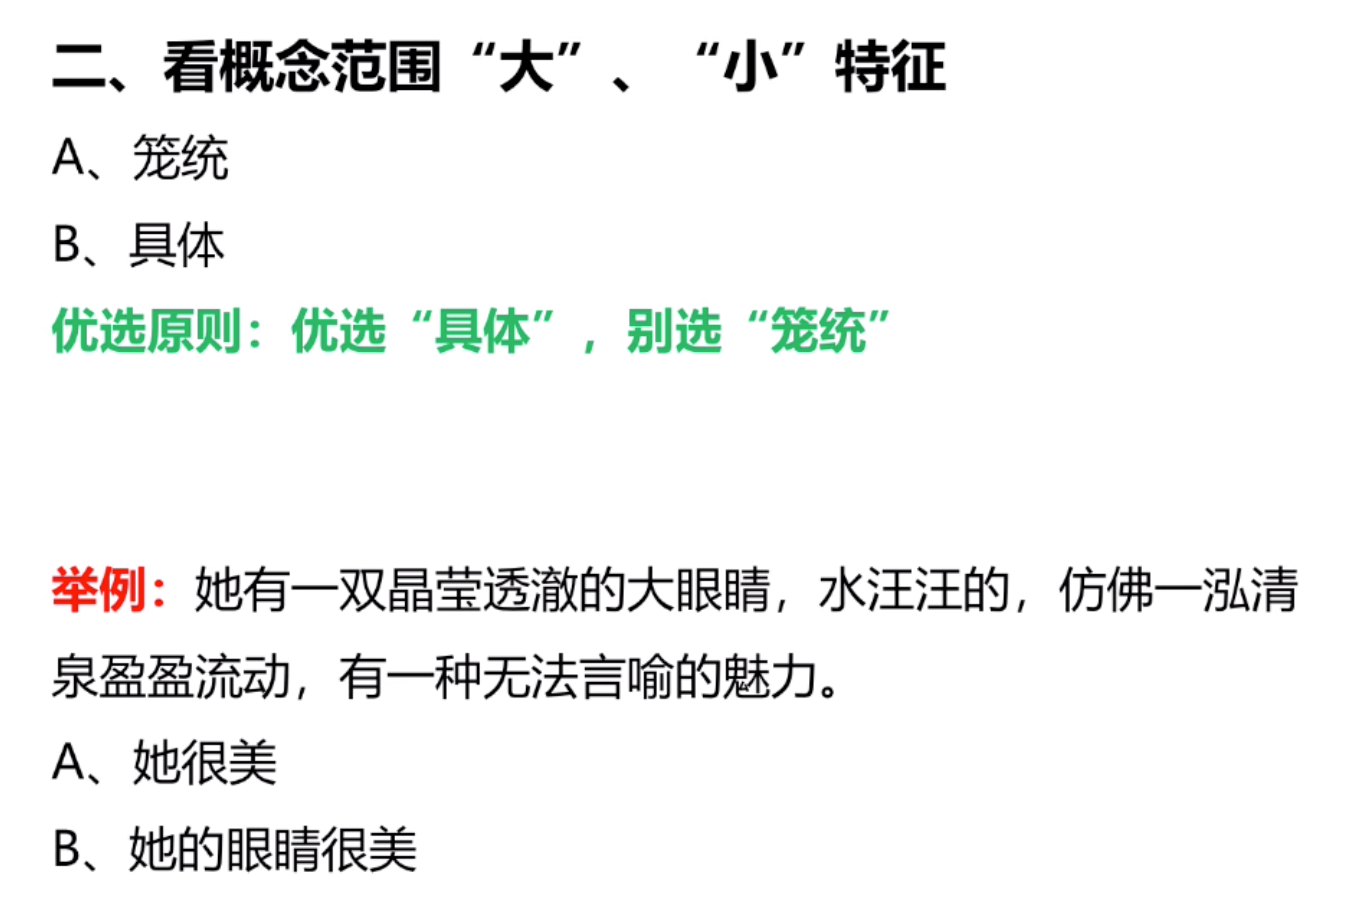 二、看概念范围“大”、“小”特征
A、笼统
B、具体
优选原则：优选“具体”，别选“笼统”
举例：她有一双晶莹透澈的大眼睛，水汪汪的，仿佛一泓清
泉盈盈流动，有一种无法言喻的魅力。
A、她很美
B、她的眼睛很美